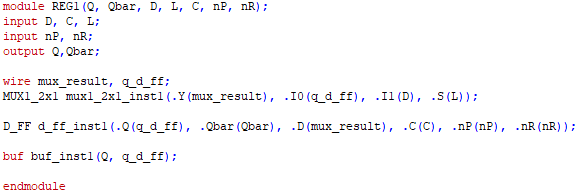 module REG1(Q, Qbar, D, L, C, nP, nR);
input D, C, L;
input nP, nR;
output Q,Qbar;
wire mux_result, q_d_ff;
MUX1_2x1 mux1_2x1_inst1(.Y(mux_result), .I0(q_d_ff), .I1(D), .S(L));
D_FF d_ff_inst1(.Q(q_d_ff), .Qbar(Qbar), .D(mux_result), .C(C), .nP(nP), .nR(nR));
buf buf_inst1(Q, q_d_ff);
endmodule